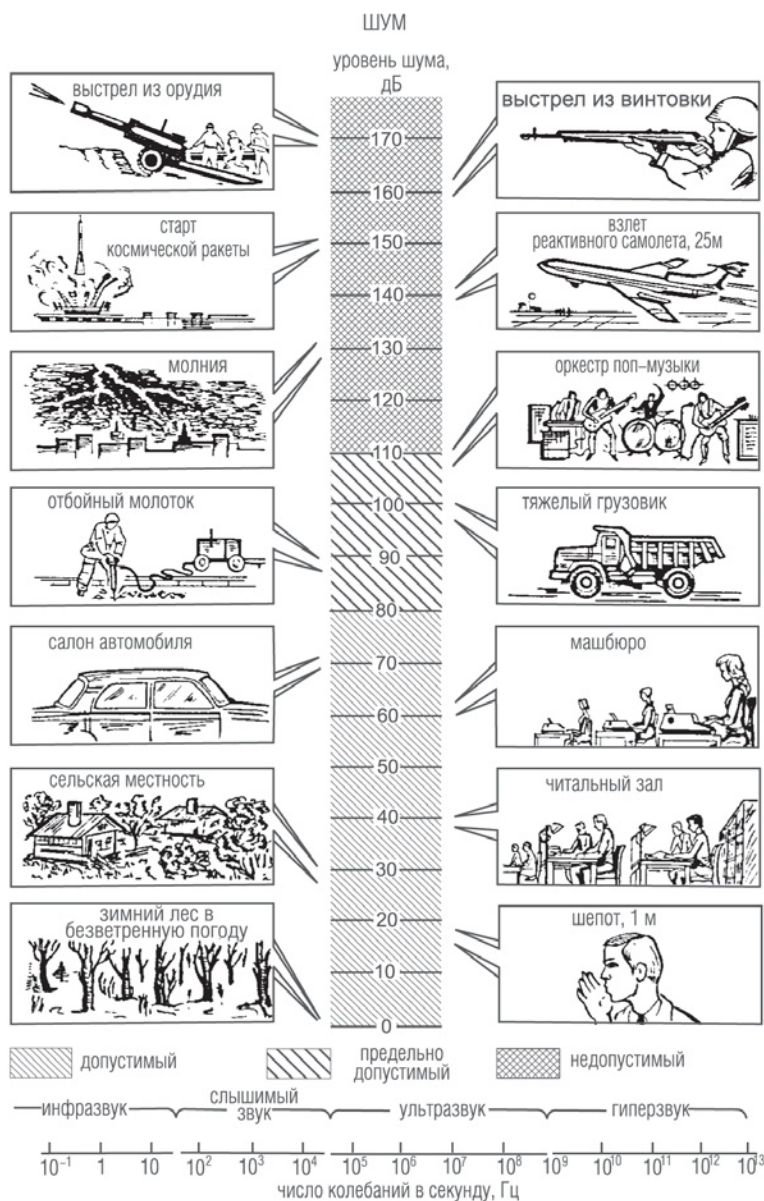 ШУМ
уровень шума,
дБ
выстрел из орудия
выстрел из винтовки
170
160
старт
космической ракеты
взлет
реактивного самолета, 25м
150
140
молния
оркестр поп–музыки
130
120
110
отбойный молоток
тяжелый грузовик
100
90
80
салон автомобиля
машбюро
70
60
50
сельская местность
читальный зал
40
30
зимний лес в
безветренную погоду
шепот, 1 м
20
10
0
допустимый
предельно
допустимый
недопустимый
инфразвук
слышимый
звук
ультразвук
гиперзвук
10⁻¹ 1 10 10² 10³ 10⁴ 10⁵ 10⁶ 10⁷ 10⁸ 10⁹ 10¹⁰ 10¹¹ 10¹² 10¹³
число колебаний в секунду, Гц